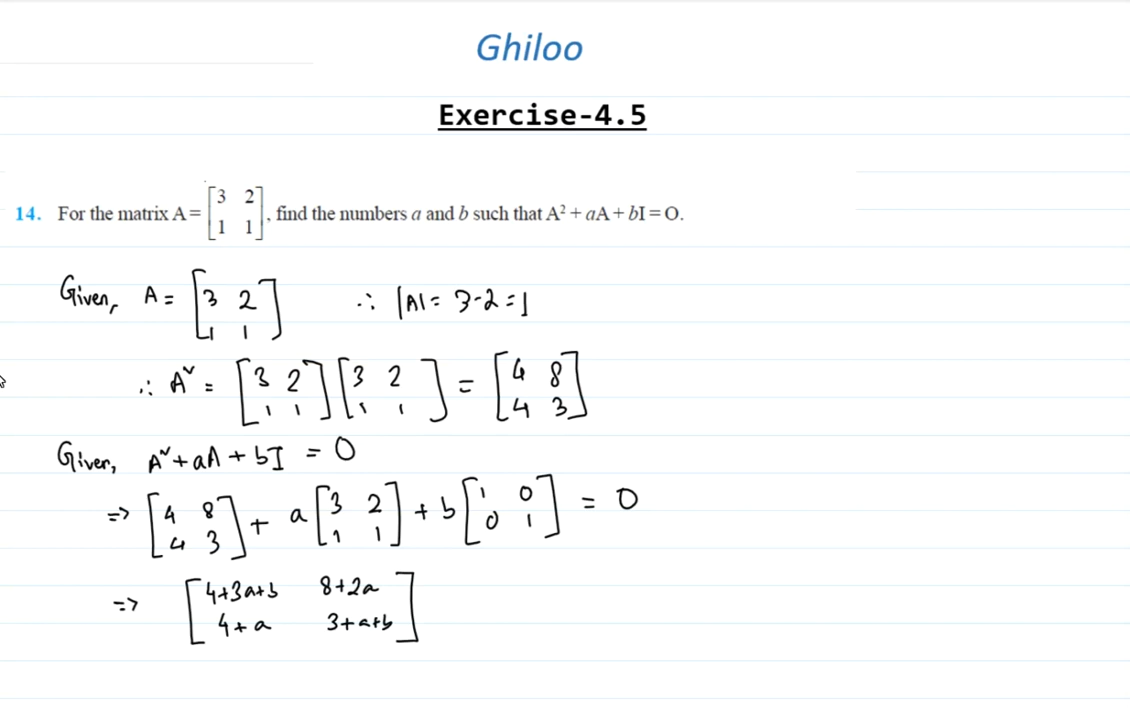 Ghiloo
Exercise-4.5
14. For the matrix A = [3 2; 1 1], find the numbers a and b such that A² + aA + bI = O.
Given, A = [3 2; 1 1] ∴ |A| = 3-2 = 1
∴ A² = [3 2; 1 1] [3 2; 1 1] = [4 8; 4 3]
Given, A² + aA + bI = 0
=> [4 8; 4 3] + a [3 2; 1 1] + b [1 0; 0 1] = 0
=> [4+3a+b 8+2a; 4+a 3+a+b]